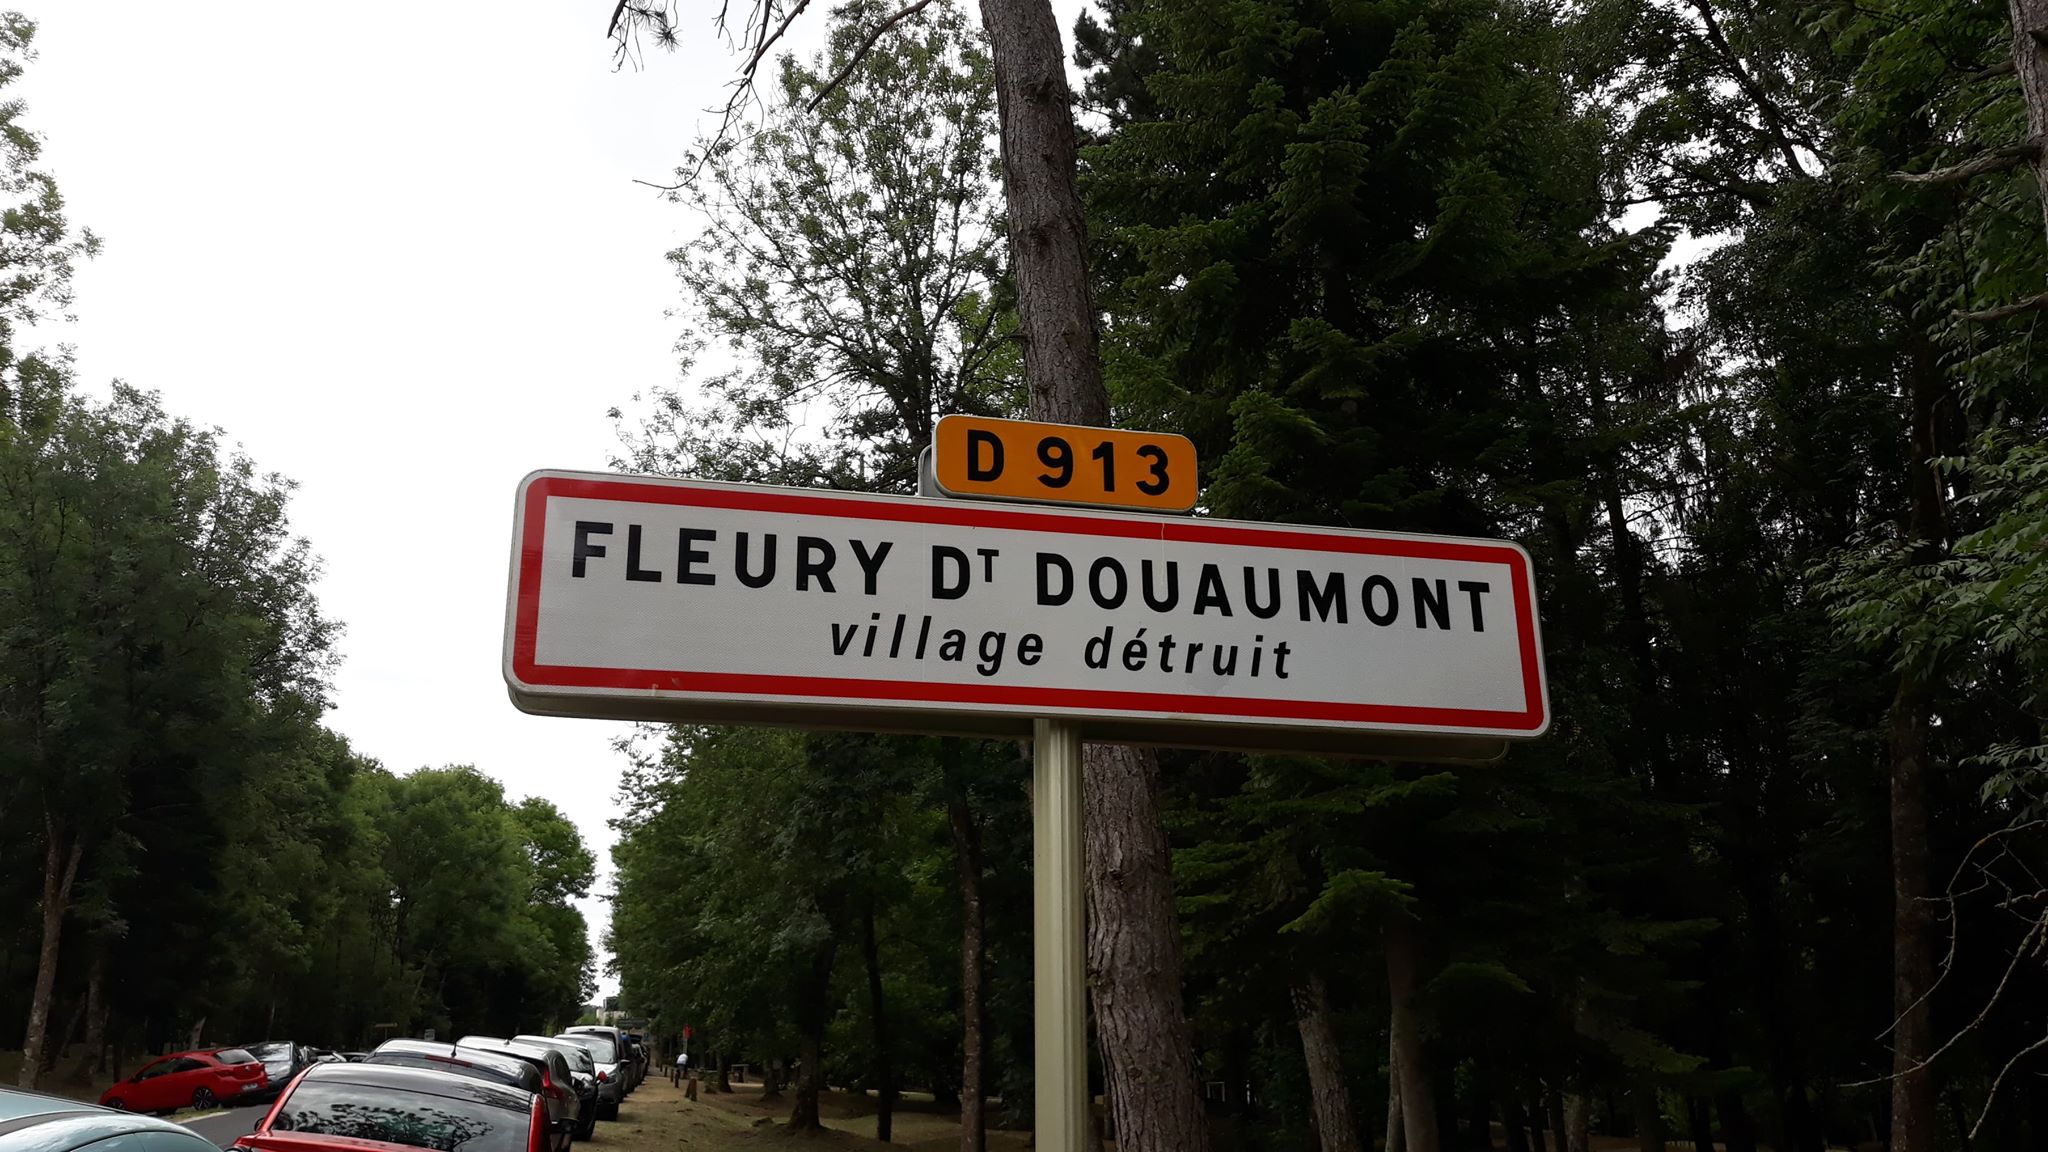 D 913
FLEURY DT DOUAUMONT
village détruit